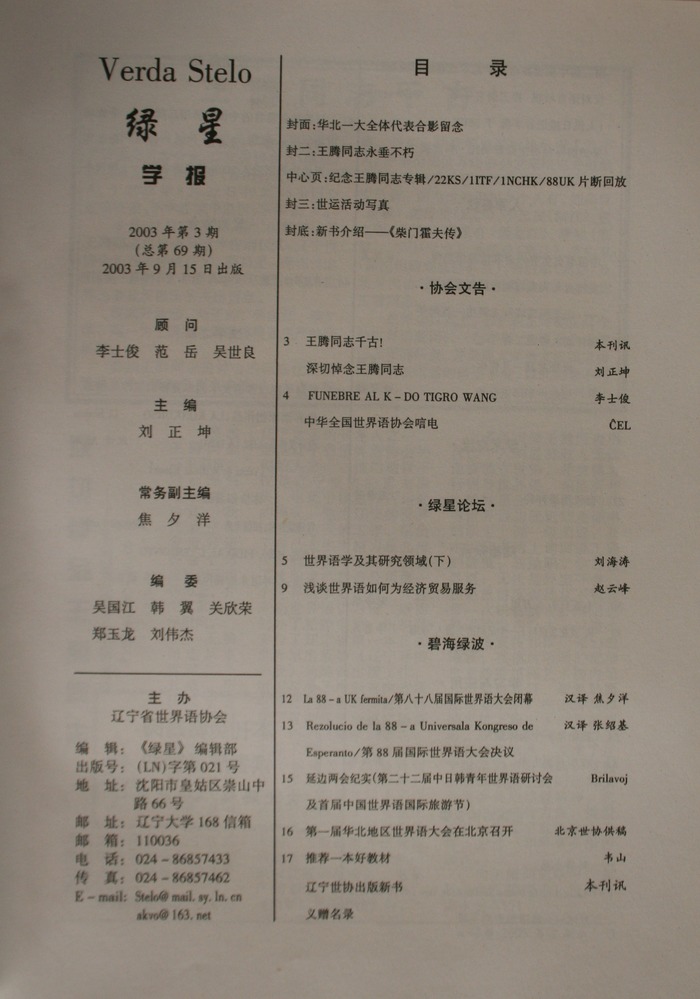 Verda Stelo
绿 星
学 报
2003 年第 3 期
(总第 69 期)
2003 年 9 月 15 日出版
顾 问
李士俊 范 岳 吴世良
主 编
刘 正 坤
常务副主编
焦 夕 洋
编 委
吴国江 韩 翼 关欣荣
郑玉龙 刘伟杰
主 办
辽宁省世界语协会
编 辑:《绿星》编辑部
出版号:(LN)字第 021 号
地 址:沈阳市皇姑区崇山中
路 66 号
邮 址:辽宁大学 168 信箱
邮 箱:110036
电 话:024-86857433
传 真:024-86857462
E-mail: Stelo@mail.sy.ln.cn
akvo@163.net
目 录
封面:华北一大全体代表合影留念
封二:王腾同志永垂不朽
中心页:纪念王腾同志专辑/22KS/1ITF/1NCHK/88UK 片断回放
封三:世运活动写真
封底:新书介绍——《柴门霍夫传》
·协会文告·
3 王腾同志千古! 本刊讯
深切悼念王腾同志 刘正坤
4 FUNEBRE AL K-DO TIGRO WANG 李士俊
中华全国世界语协会唁电 ĈEL
·绿星论坛·
5 世界语学及其研究领域(下) 刘海涛
9 浅谈世界语如何为经济贸易服务 赵云峰
·碧海绿波·
12 La 88-a UK fermita/第八十八届国际世界语大会闭幕 汉译 焦夕洋
13 Rezolucio de la 88-a Universala Kongreso de 汉译 张绍基
Esperanto/第 88 届国际世界语大会决议
15 延边两会纪实(第二十二届中日韩青年世界语研讨会 Brilavoj
及首届中国世界语国际旅游节)
16 第一届华北地区世界语大会在北京召开 北京世协供稿
17 推荐一本好教材 韦山
辽宁世协出版新书 本刊讯
义赠名录